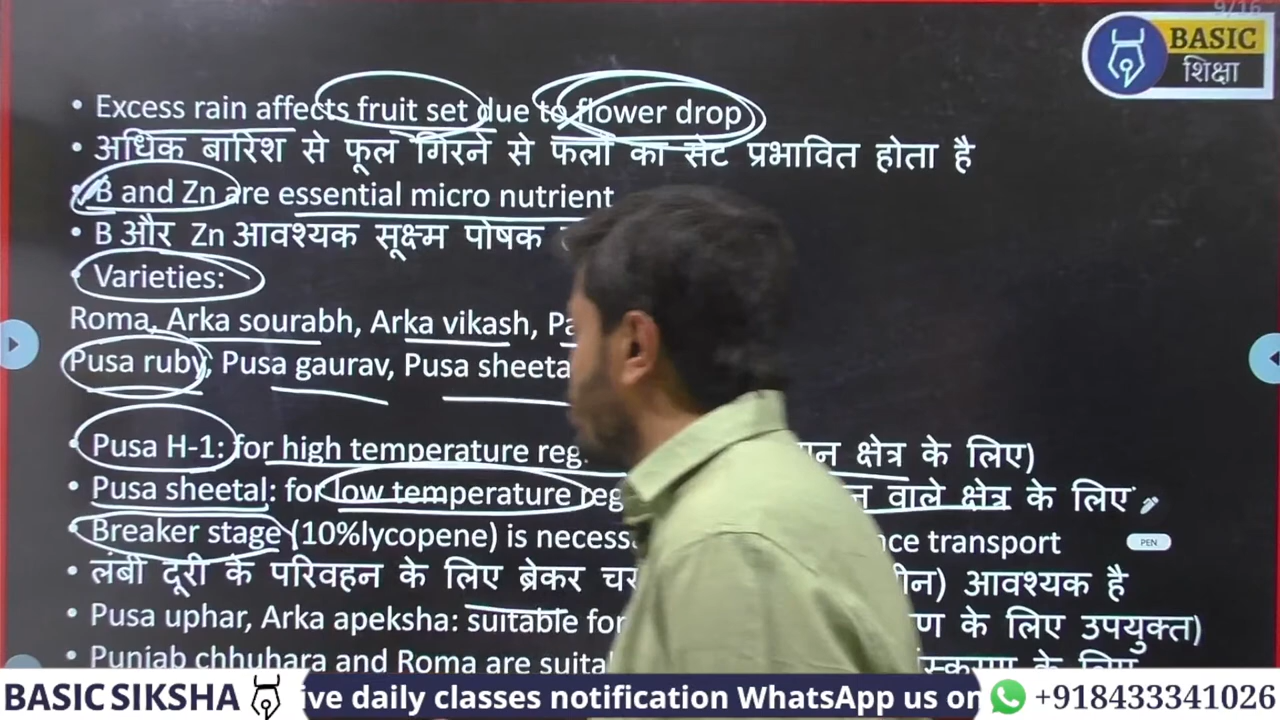 9/16
BASIC
शिक्षा
• Excess rain affects fruit set due to flower drop
• अधिक बारिश से फूल गिरने से फलों का सेट प्रभावित होता है
• B and Zn are essential micro nutrient
• B और Zn आवश्यक सूक्ष्म पोषक
• Varieties:
Roma, Arka sourabh, Arka vikash,
Pusa ruby, Pusa gaurav, Pusa sheeta
• Pusa H-1: for high temperature reg क्षेत्र के लिए)
• Pusa sheetal: for low temperature reg वाले क्षेत्र के लिए
• Breaker stage (10%lycopene) is necess transport
PEN
• लंबी दूरी के परिवहन के लिए ब्रेकर आवश्यक है
• Pusa uphar, Arka apeksha: suitable for के लिए उपयुक्त)
• Punjab chhuhara and Roma are suita के लिए
BASIC SIKSHA
ive daily classes notification WhatsApp us on
+918433341026